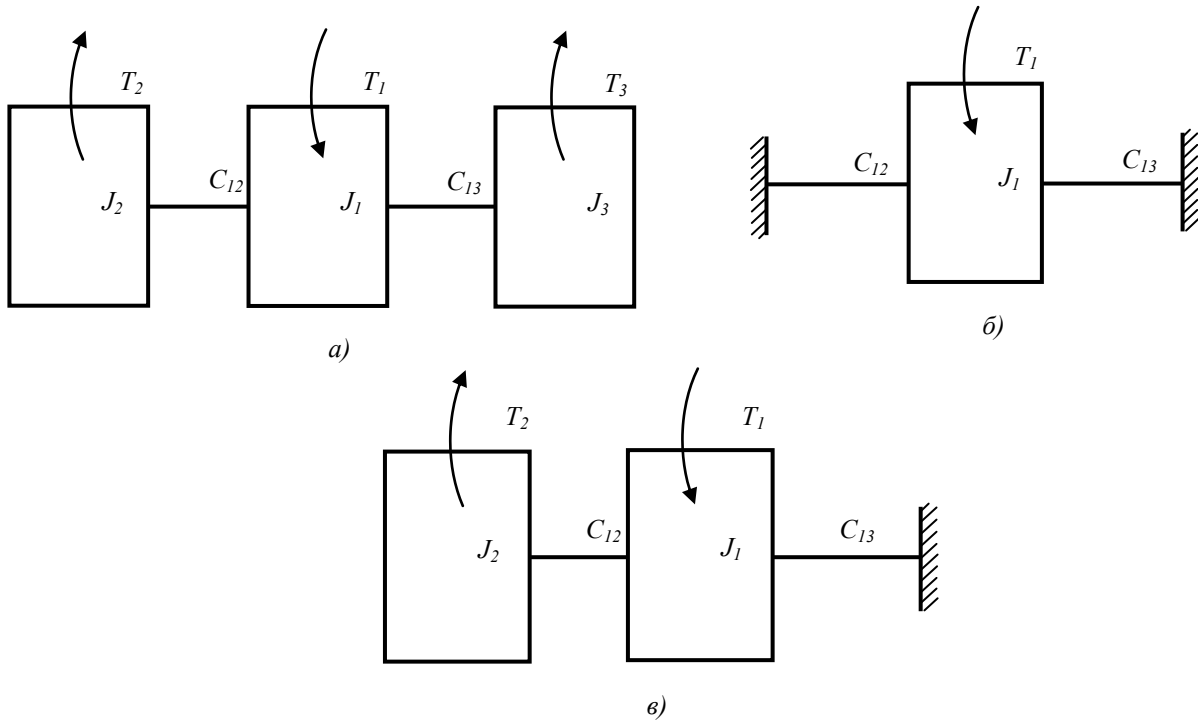 T₂ T₁ T₃
C₁₂ C₁₃
J₂ J₁ J₃
а)
T₁
C₁₂ C₁₃
J₁
б)
T₂ T₁
C₁₂ C₁₃
J₂ J₁
в)